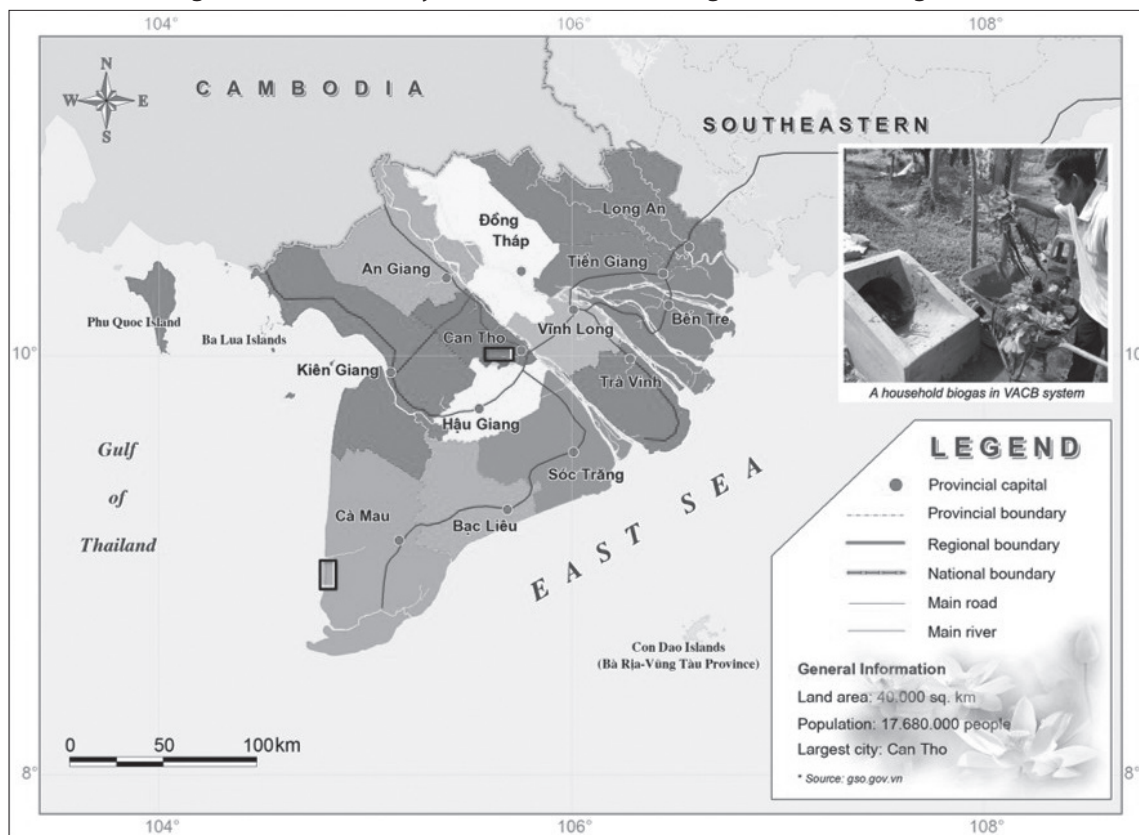 104°
106°
108°
N
W
E
S
CAMBODIA
SOUTHEASTERN
Long An
Đồng
Tháp
Tiền Giang
An Giang
Bến Tre
Phu Quoc Island
Ba Lua Islands
Can Tho
Vĩnh Long
10°
10°
Kiên Giang
Trà Vinh
A household biogas in VACB system
Hậu Giang
Gulf
of
Thailand
Sóc Trăng
Cà Mau
Bạc Liêu
EAST SEA
Con Dao Islands
(Bà Rịa-Vũng Tàu Province)
LEGEND
Provincial capital
Provincial boundary
Regional boundary
National boundary
Main road
Main river
General Information
Land area: 40.000 sq. km
Population: 17.680.000 people
Largest city: Can Tho
* Source: gso.gov.vn
0 50 100km
8°
8°
104°
106°
108°